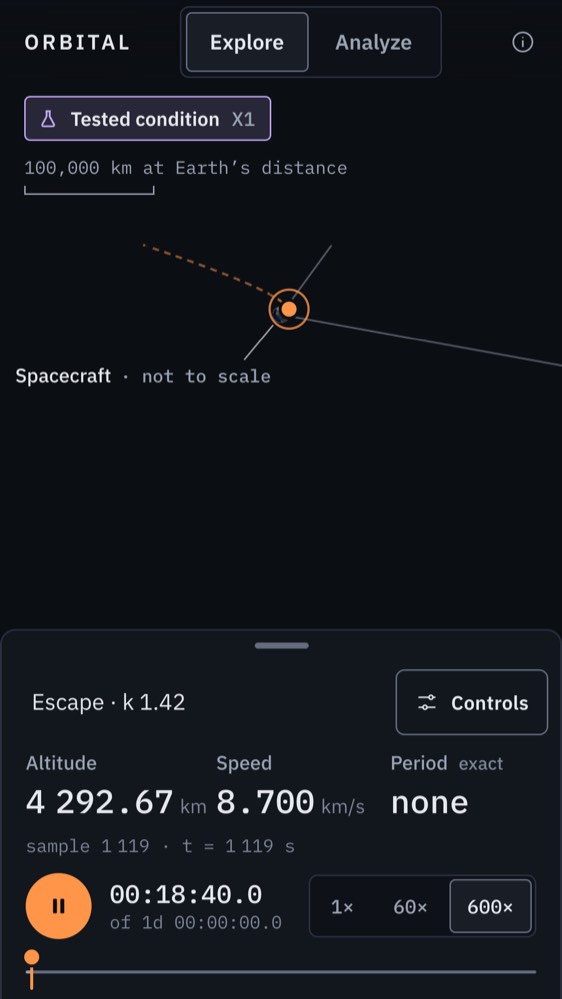 ORBITAL
Explore
Analyze
Tested condition X1
100,000 km at Earth’s distance
Spacecraft · not to scale
Escape · k 1.42
Controls
Altitude
Speed
Period exact
4 292.67 km
8.700 km/s
none
sample 1 119 · t = 1 119 s
00:18:40.0
of 1d 00:00:00.0
1×
60×
600×